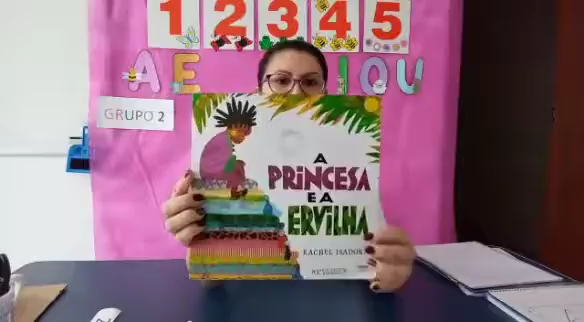 1 2 3 4 5
A E I O U
GRUPO 2
A
PRINCESA
E A
ERVILHA
RACHEL ISADORA